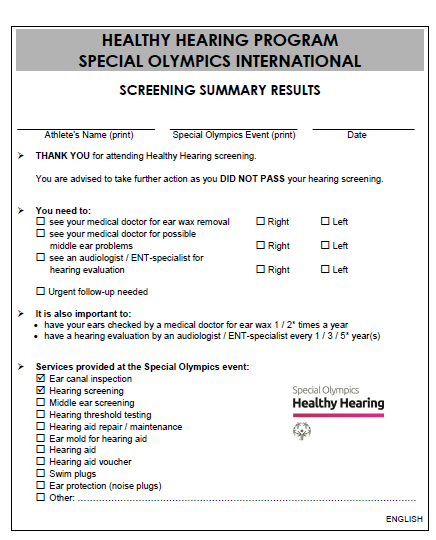 HEALTHY HEARING PROGRAM
SPECIAL OLYMPICS INTERNATIONAL
SCREENING SUMMARY RESULTS
Athlete's Name (print) Special Olympics Event (print) Date
➢ THANK YOU for attending Healthy Hearing screening.
You are advised to take further action as you DID NOT PASS your hearing screening.
➢ You need to:
☐ see your medical doctor for ear wax removal ☐ Right ☐ Left
☐ see your medical doctor for possible
middle ear problems ☐ Right ☐ Left
☐ see an audiologist / ENT-specialist for
hearing evaluation ☐ Right ☐ Left
☐ Urgent follow-up needed
➢ It is also important to:
• have your ears checked by a medical doctor for ear wax 1 / 2* times a year
• have a hearing evaluation by an audiologist / ENT-specialist every 1 / 3 / 5* year(s)
➢ Services provided at the Special Olympics event:
☑ Ear canal inspection
☑ Hearing screening
☐ Middle ear screening
☐ Hearing threshold testing
☐ Hearing aid repair / maintenance
☐ Ear mold for hearing aid
☐ Hearing aid
☐ Hearing aid voucher
☐ Swim plugs
☐ Ear protection (noise plugs)
☐ Other: ……………………………………………………………………………
Special Olympics
Healthy Hearing
ENGLISH